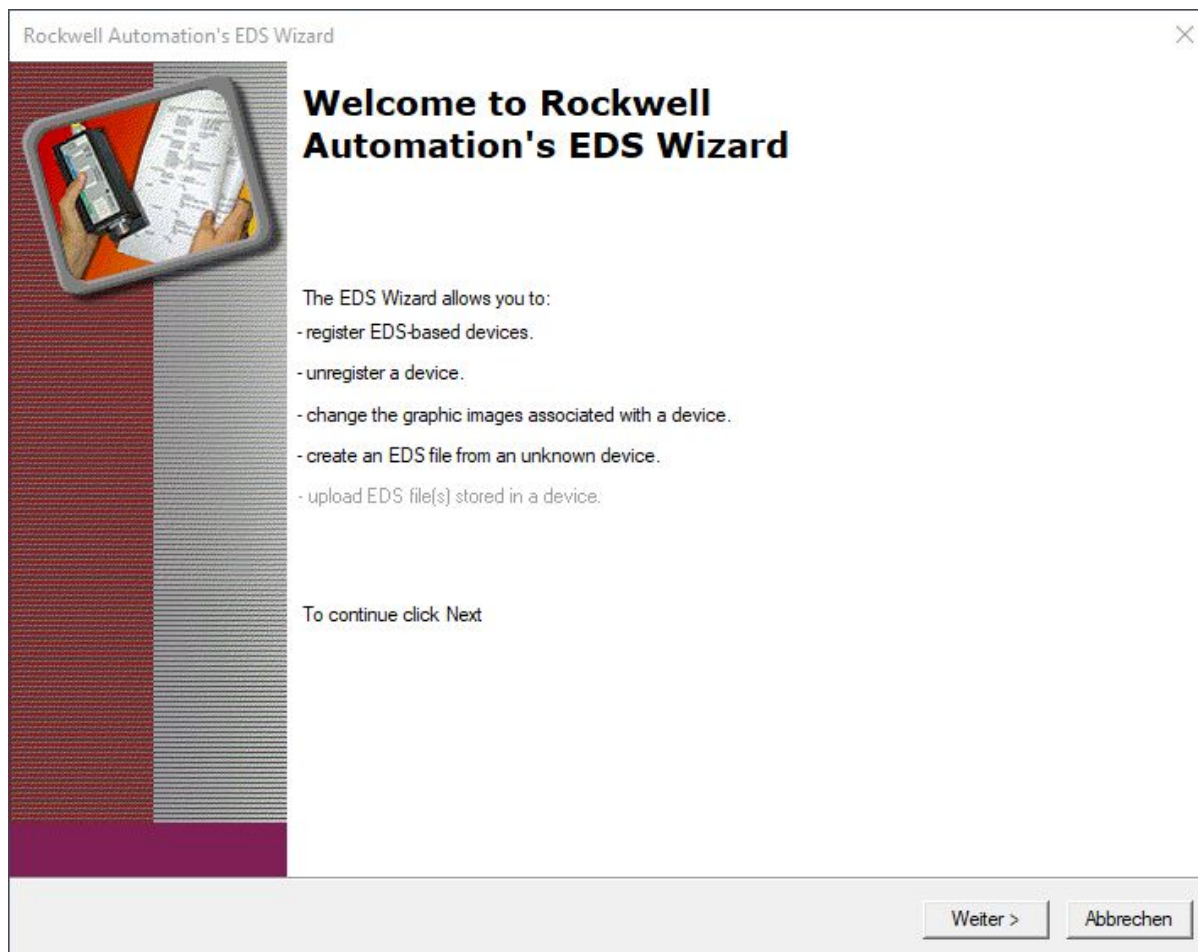 Rockwell Automation's EDS Wizard
Welcome to Rockwell
Automation's EDS Wizard
The EDS Wizard allows you to:
- register EDS-based devices.
- unregister a device.
- change the graphic images associated with a device.
- create an EDS file from an unknown device.
- upload EDS file(s) stored in a device.
To continue click Next
Weiter >
Abbrechen